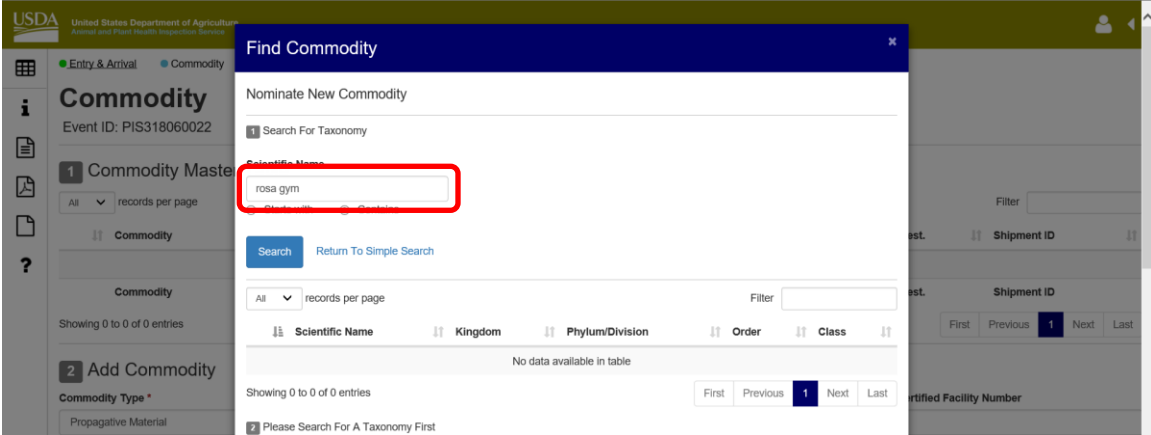 USDA
United States Department of Agriculture
Animal and Plant Health Inspection Service
Entry & Arrival
Commodity
Commodity
Event ID: PIS318060022
1 Commodity Maste
All records per page
Filter
Commodity
est.
Shipment ID
Commodity
est.
Shipment ID
Showing 0 to 0 of 0 entries
First Previous 1 Next Last
2 Add Commodity
Commodity Type *
rtified Facility Number
Propagative Material
Find Commodity
×
Nominate New Commodity
1 Search For Taxonomy
Scientific Name
rosa gym
Starts with Contains
Search Return To Simple Search
All records per page
Filter
Scientific Name Kingdom Phylum/Division Order Class
No data available in table
Showing 0 to 0 of 0 entries
First Previous 1 Next Last
2 Please Search For A Taxonomy First